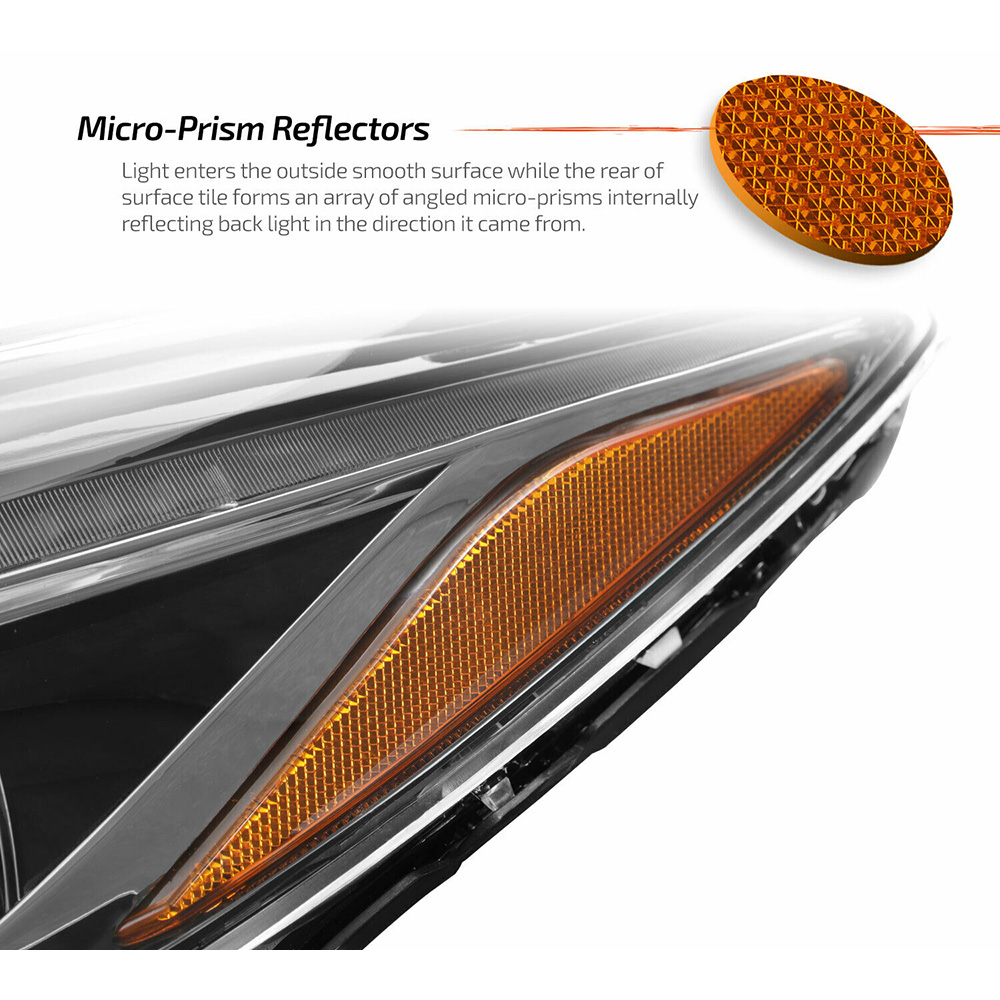 Micro-Prism Reflectors
Light enters the outside smooth surface while the rear of
surface tile forms an array of angled micro-prisms internally
reflecting back light in the direction it came from.